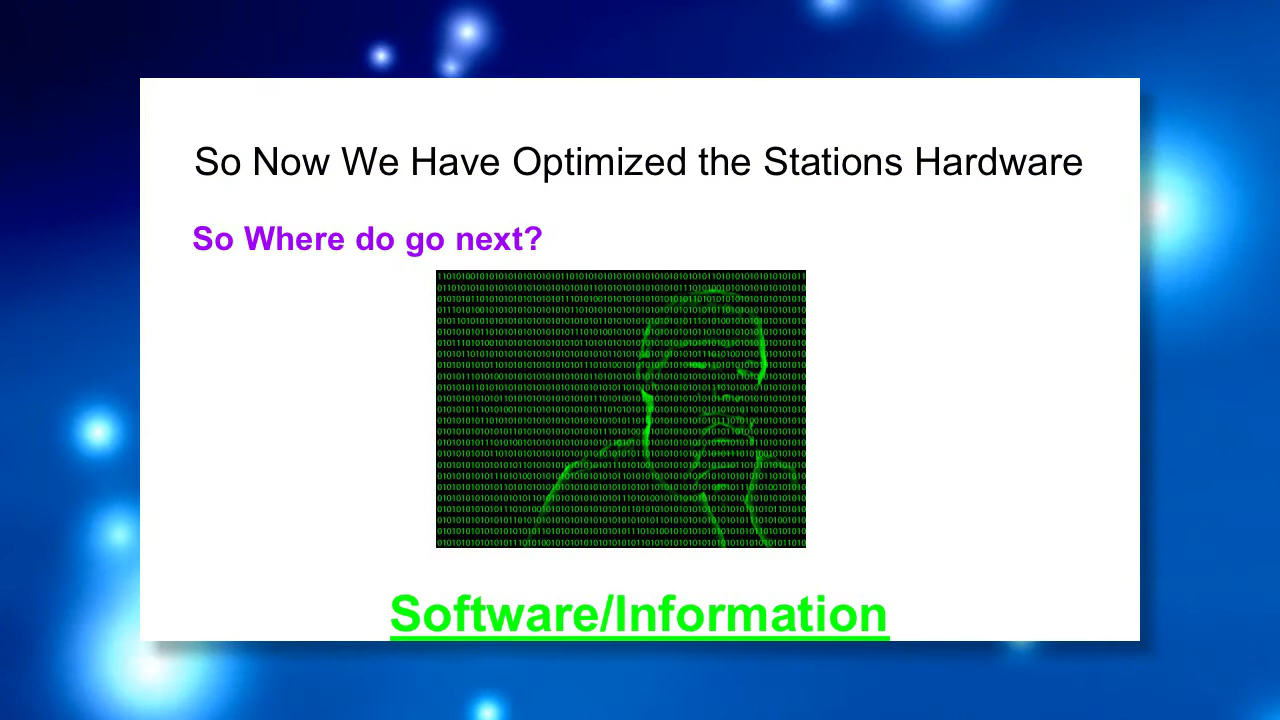 So Now We Have Optimized the Stations Hardware
So Where do go next?
Software/Information